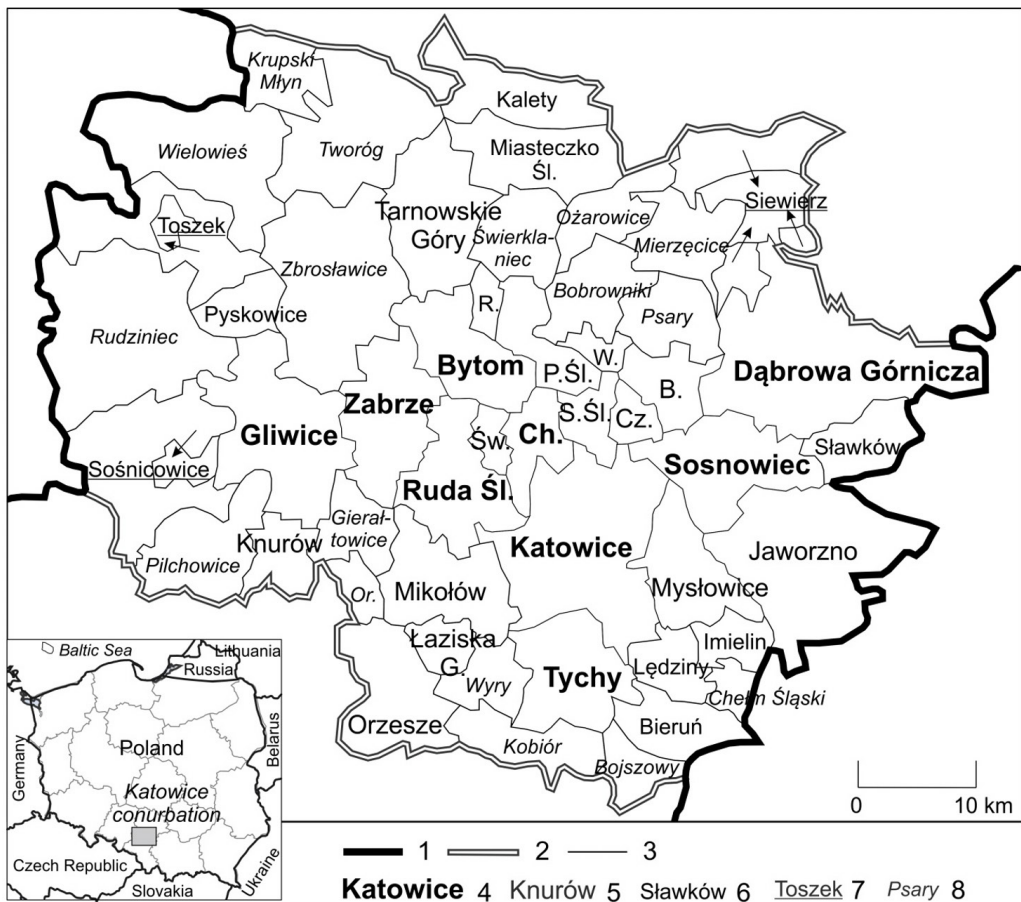 Krupski
Młyn
Kalety
Wielowieś
Tworóg
Miasteczko
Śl.
Siewierz
Toszek
Tarnowskie
Góry
Świerkla-
niec
Ożarowice
Mierzęcice
Zbrosławice
Bobrowniki
Psary
Pyskowice
R.
Rudziniec
W.
Bytom
P.Śl.
B.
Dąbrowa Górnicza
Zabrze
S.Śl.
Cz.
Gliwice
Św.
Ch.
Sławków
Sośnicowice
Sosnowiec
Ruda Śl.
Gierał-
towice
Knurów
Katowice
Jaworzno
Pilchowice
Or.
Mikołów
Mysłowice
Łaziska
G.
Imielin
Lędziny
Wyry
Tychy
Chełm Śląski
Orzesze
Bieruń
Kobiór
Bojszowy
Baltic Sea
Lithuania
Russia
Germany
Poland
Belarus
Katowice
conurbation
Czech Republic
Slovakia
Ukraine
0 10 km
1 2 3
Katowice 4 Knurów 5 Sławków 6 Toszek 7 Psary 8